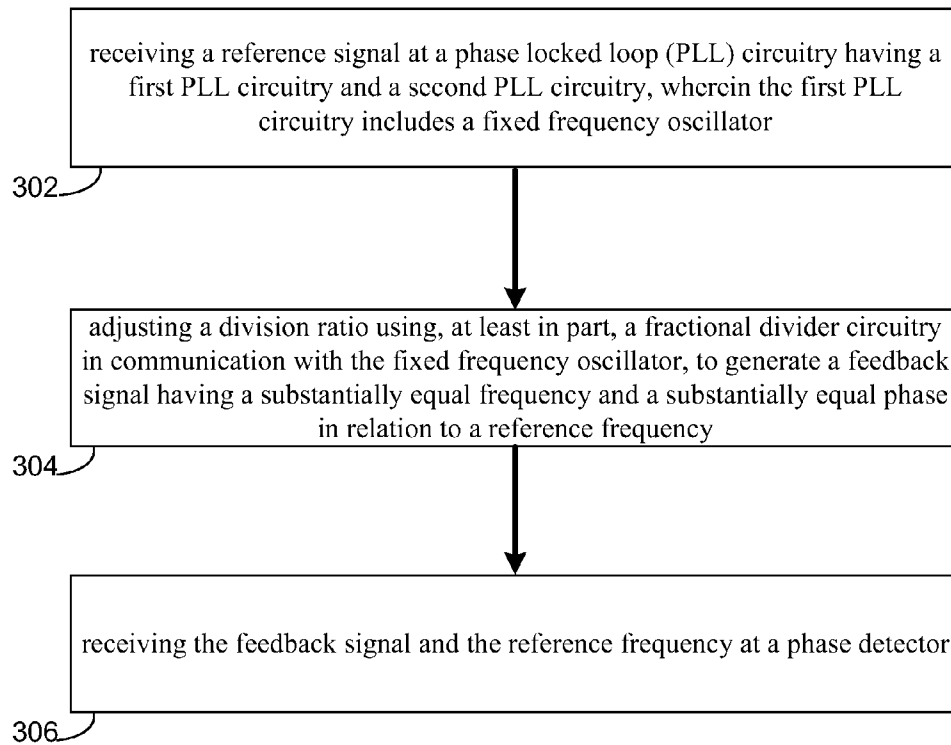 receiving a reference signal at a phase locked loop (PLL) circuitry having a
first PLL circuitry and a second PLL circuitry, wherein the first PLL
circuitry includes a fixed frequency oscillator
302
adjusting a division ratio using, at least in part, a fractional divider circuitry
in communication with the fixed frequency oscillator, to generate a feedback
signal having a substantially equal frequency and a substantially equal phase
in relation to a reference frequency
304
receiving the feedback signal and the reference frequency at a phase detector
306